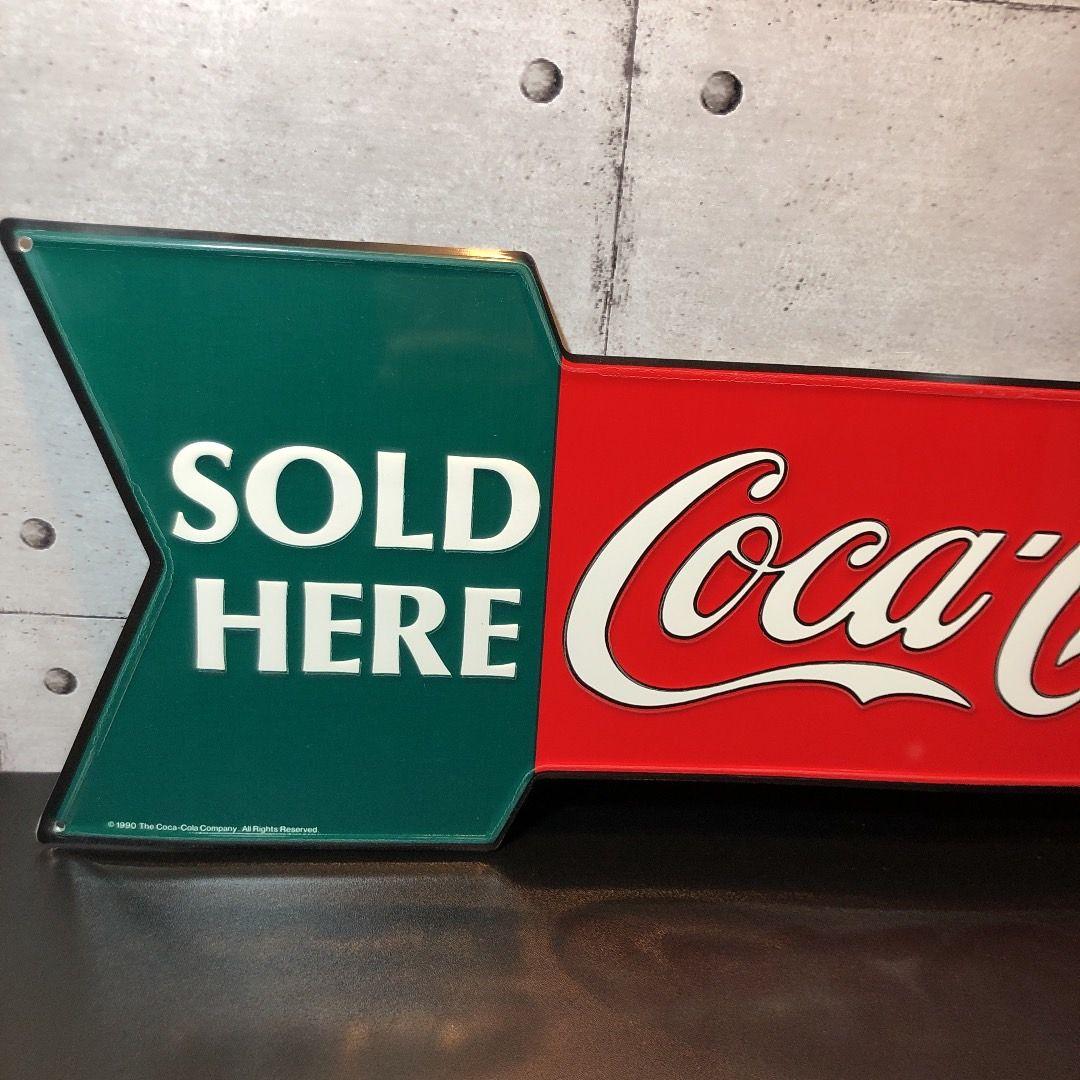 SOLD
HERE
Coca-C
© 1990 The Coca-Cola Company. All Rights Reserved.